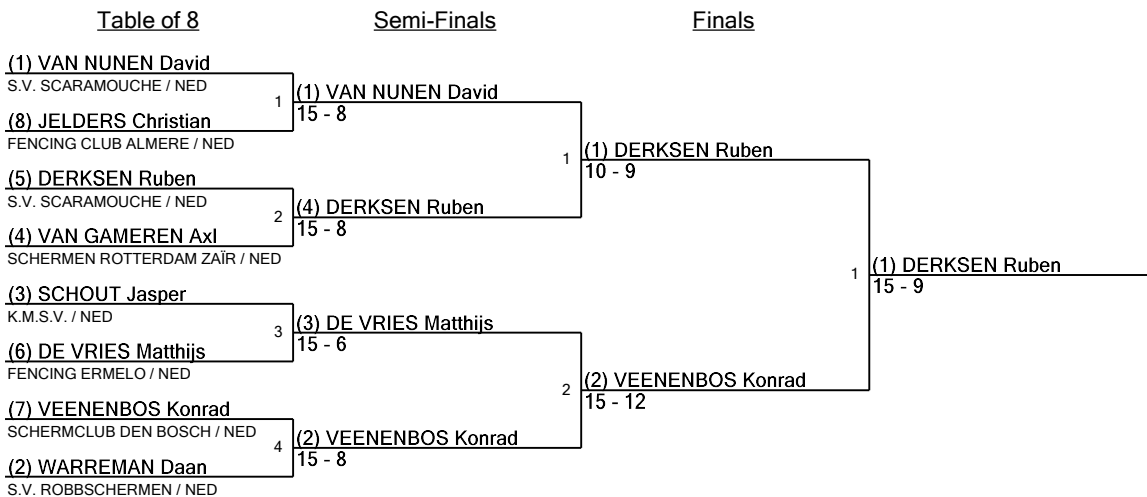 Table of 8
Semi-Finals
Finals
(1) VAN NUNEN David
S.V. SCARAMOUCHE / NED
1
(8) JELDERS Christian
FENCING CLUB ALMERE / NED
(1) VAN NUNEN David
15 - 8
(5) DERKSEN Ruben
S.V. SCARAMOUCHE / NED
2
(4) VAN GAMEREN Axl
SCHERMEN ROTTERDAM ZAÏR / NED
(4) DERKSEN Ruben
15 - 8
1
(1) DERKSEN Ruben
10 - 9
(3) SCHOUT Jasper
K.M.S.V. / NED
3
(6) DE VRIES Matthijs
FENCING ERMELO / NED
(3) DE VRIES Matthijs
15 - 6
(7) VEENENBOS Konrad
SCHERMCLUB DEN BOSCH / NED
4
(2) WARREMAN Daan
S.V. ROBBSCHERMEN / NED
(2) VEENENBOS Konrad
15 - 8
2
(2) VEENENBOS Konrad
15 - 12
1
(1) DERKSEN Ruben
15 - 9